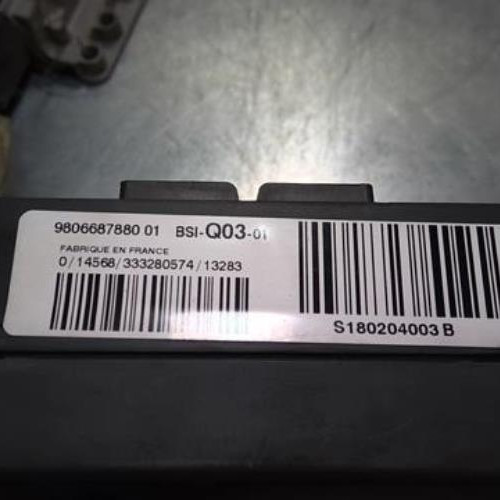 9806687880 01 BSI-Q03-01
FABRIQUE EN FRANCE
0/14568/333280574/13283
S180204003 B